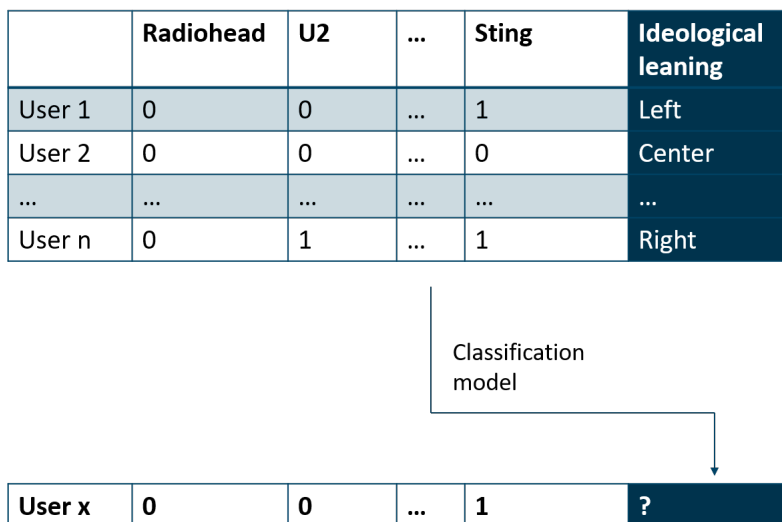 Radiohead U2 ... Sting Ideological
leaning
User 1 0 0 ... 1 Left
User 2 0 0 ... 0 Center
... ... ... ... ... ...
User n 0 1 ... 1 Right
Classification
model
User x 0 0 ... 1 ?